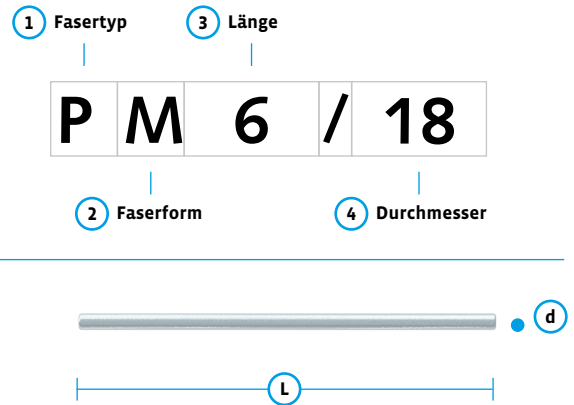 1 Fasertyp 3 Länge
P M 6 / 18
2 Faserform 4 Durchmesser
d
L